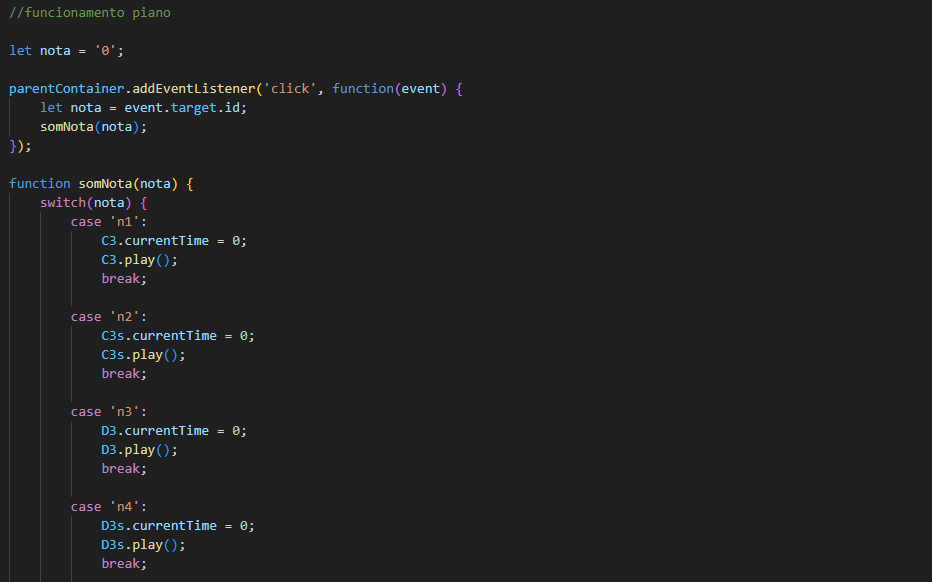 //funcionamento piano
let nota = '0';
parentContainer.addEventListener('click', function(event) {
let nota = event.target.id;
somNota(nota);
});
function somNota(nota) {
switch(nota) {
case 'n1':
C3.currentTime = 0;
C3.play();
break;
case 'n2':
C3s.currentTime = 0;
C3s.play();
break;
case 'n3':
D3.currentTime = 0;
D3.play();
break;
case 'n4':
D3s.currentTime = 0;
D3s.play();
break;